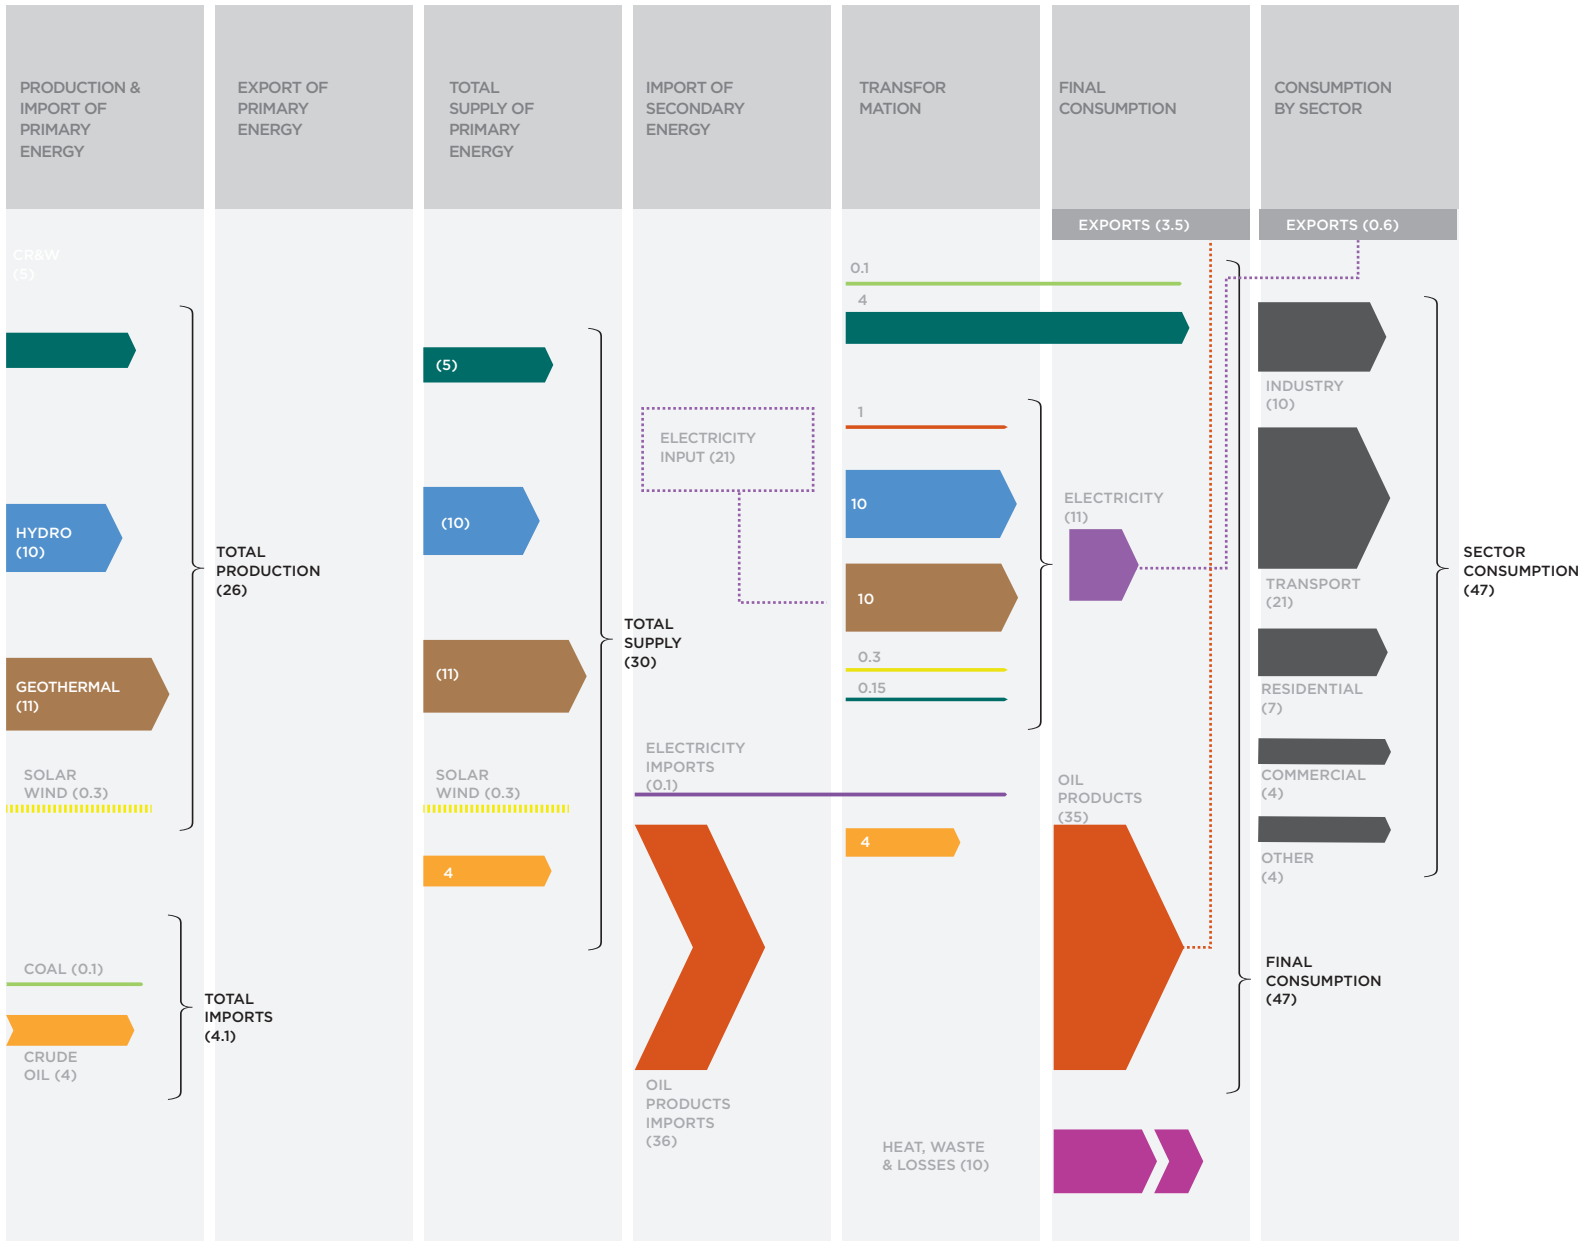 PRODUCTION &
IMPORT OF
PRIMARY
ENERGY
EXPORT OF
PRIMARY
ENERGY
TOTAL
SUPPLY OF
PRIMARY
ENERGY
IMPORT OF
SECONDARY
ENERGY
TRANSFOR
MATION
FINAL
CONSUMPTION
CONSUMPTION
BY SECTOR
EXPORTS (3.5)
EXPORTS (0.6)
CR&W
(5)
HYDRO
(10)
GEOTHERMAL
(11)
SOLAR
WIND (0.3)
TOTAL
PRODUCTION
(26)
COAL (0.1)
CRUDE
OIL (4)
TOTAL
IMPORTS
(4.1)
(5)
(10)
(11)
SOLAR
WIND (0.3)
4
TOTAL
SUPPLY
(30)
ELECTRICITY
INPUT (21)
ELECTRICITY
IMPORTS
(0.1)
OIL
PRODUCTS
IMPORTS
(36)
0.1
4
1
10
10
0.3
0.15
4
HEAT, WASTE
& LOSSES (10)
ELECTRICITY
(11)
OIL
PRODUCTS
(35)
FINAL
CONSUMPTION
(47)
INDUSTRY
(10)
TRANSPORT
(21)
RESIDENTIAL
(7)
COMMERCIAL
(4)
OTHER
(4)
SECTOR
CONSUMPTION
(47)